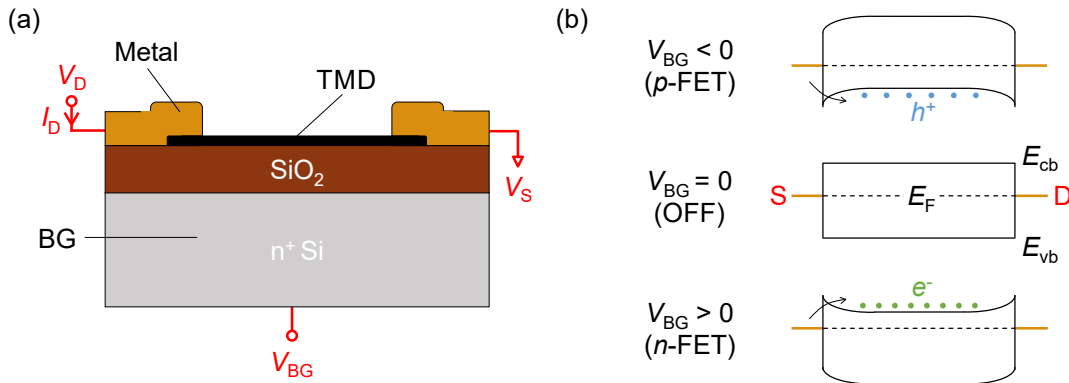 (a)
Metal
TMD
V_D
I_D
SiO₂
V_S
BG
n⁺ Si
V_BG
(b)
V_BG < 0
(p-FET)
h⁺
V_BG = 0
(OFF)
S
E_F
D
E_cb
E_vb
V_BG > 0
(n-FET)
e⁻